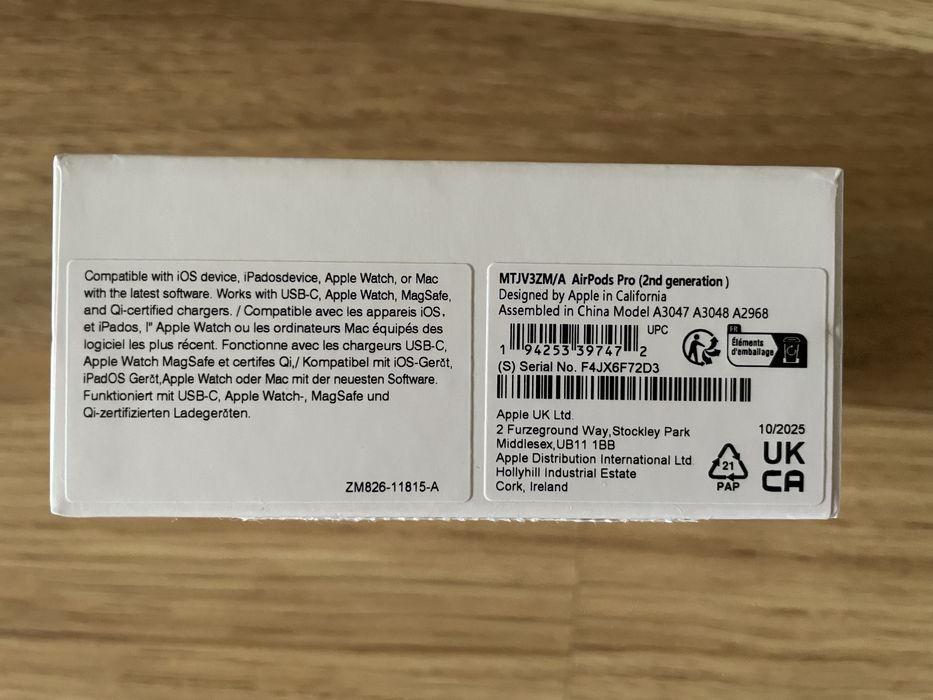 Compatible with iOS device, iPadosdevice, Apple Watch, or Mac
with the latest software. Works with USB-C, Apple Watch, MagSafe,
and Qi-certified chargers. / Compatible avec les appareils iOS,
et iPados, l" Apple Watch ou les ordinateurs Mac équipés des
logiciel les plus récent. Fonctionne avec les chargeurs USB-C,
Apple Watch MagSafe et certifes Qi,/ Kompatibel mit iOS-Gerät,
iPadOS Gerät,Apple Watch oder Mac mit der neuesten Software.
Funktioniert mit USB-C, Apple Watch-, MagSafe und
Qi-zertifizierten Ladegeräten.
ZM826-11815-A
MTJV3ZM/A AirPods Pro (2nd generation )
Designed by Apple in California
Assembled in China Model A3047 A3048 A2968
UPC
1 94253 39747 2
FR
Éléments
d'emballage
(S) Serial No. F4JX6F72D3
Apple UK Ltd.
2 Furzeground Way,Stockley Park
Middlesex,UB11 1BB
Apple Distribution International Ltd
Hollyhill Industrial Estate
Cork, Ireland
21
PAP
10/2025
UK
CA